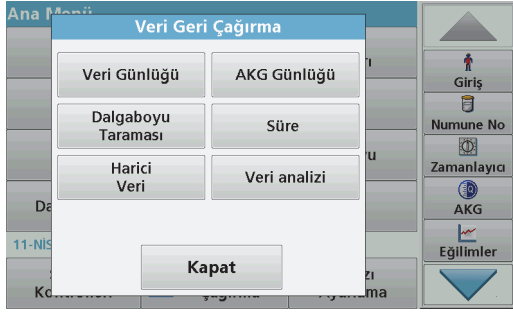 Ana Menü
Veri Geri Çağırma
Veri Günlüğü
AKG Günlüğü
Dalgaboyu
Taraması
Süre
Harici
Veri
Veri analizi
Kapat
11-NİS
Giriş
Numune No
Zamanlayıcı
AKG
Eğilimler